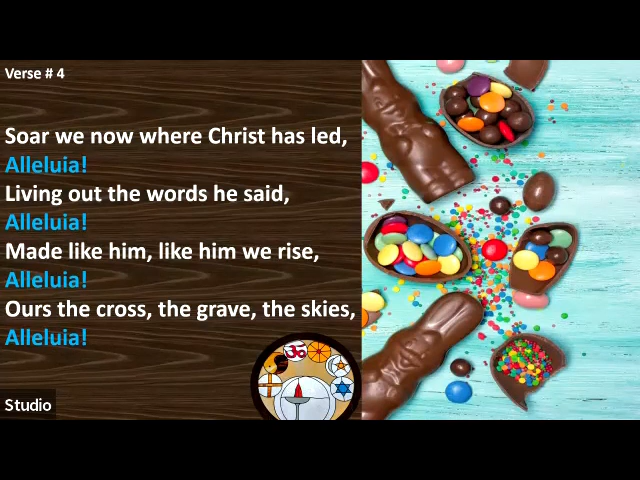 Verse # 4
Soar we now where Christ has led,
Alleluia!
Living out the words he said,
Alleluia!
Made like him, like him we rise,
Alleluia!
Ours the cross, the grave, the skies,
Alleluia!
Studio